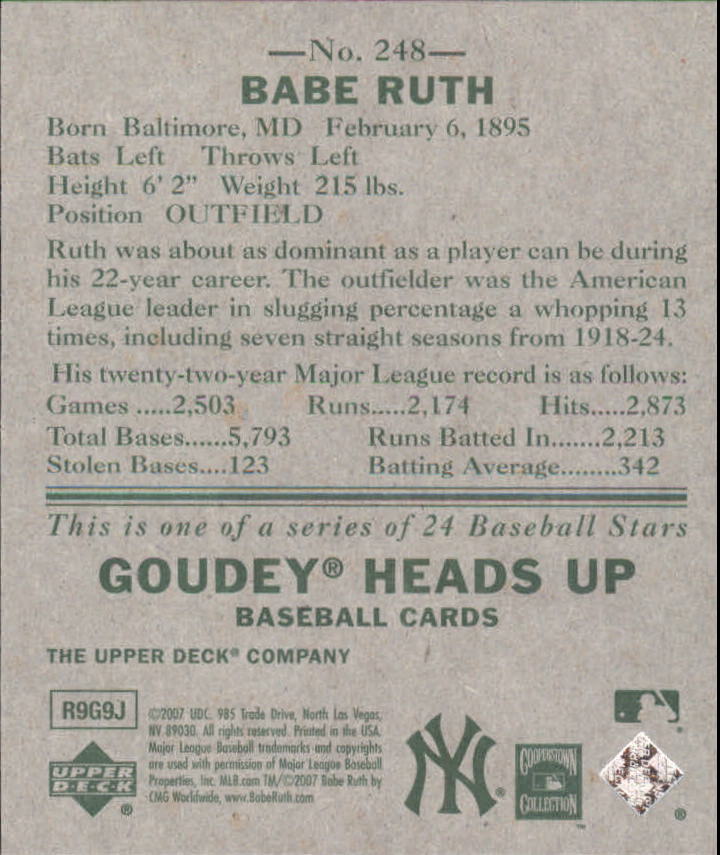 —No. 248—
BABE RUTH
Born Baltimore, MD February 6, 1895
Bats Left Throws Left
Height 6' 2" Weight 215 lbs.
Position OUTFIELD
Ruth was about as dominant as a player can be during
his 22-year career. The outfielder was the American
League leader in slugging percentage a whopping 13
times, including seven straight seasons from 1918-24.
His twenty-two-year Major League record is as follows:
Games .....2,503 Runs.....2,174 Hits.....2,873
Total Bases......5,793 Runs Batted In.......2,213
Stolen Bases....123 Batting Average........342
This is one of a series of 24 Baseball Stars
GOUDEY® HEADS UP
BASEBALL CARDS
THE UPPER DECK® COMPANY
R9G9J
©2007 UDC. 985 Trade Drive, North Las Vegas,
NV 89030. All rights reserved. Printed in the USA.
Major League Baseball trademarks and copyrights
are used with permission of Major League Baseball
Properties, Inc. MLB.com TM/©2007 Babe Ruth by
CMG Worldwide, www.BabeRuth.com
UPPER
D·E·C·K
®
NY®
COOPERSTOWN
COLLECTION
™
®